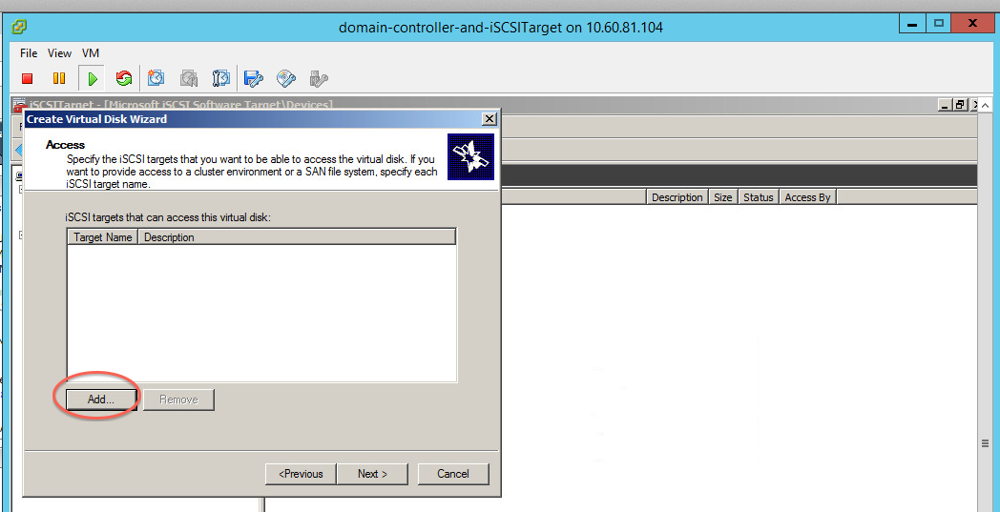 domain-controller-and-iSCSITarget on 10.60.81.104
File View VM
iSCSITarget - [Microsoft iSCSI Software Target\Devices]
Create Virtual Disk Wizard
Access
Specify the iSCSI targets that you want to be able to access the virtual disk. If you
want to provide access to a cluster environment or a SAN file system, specify each
iSCSI target name.
Description Size Status Access By
iSCSI targets that can access this virtual disk:
Target Name Description
Add... Remove
<Previous Next > Cancel